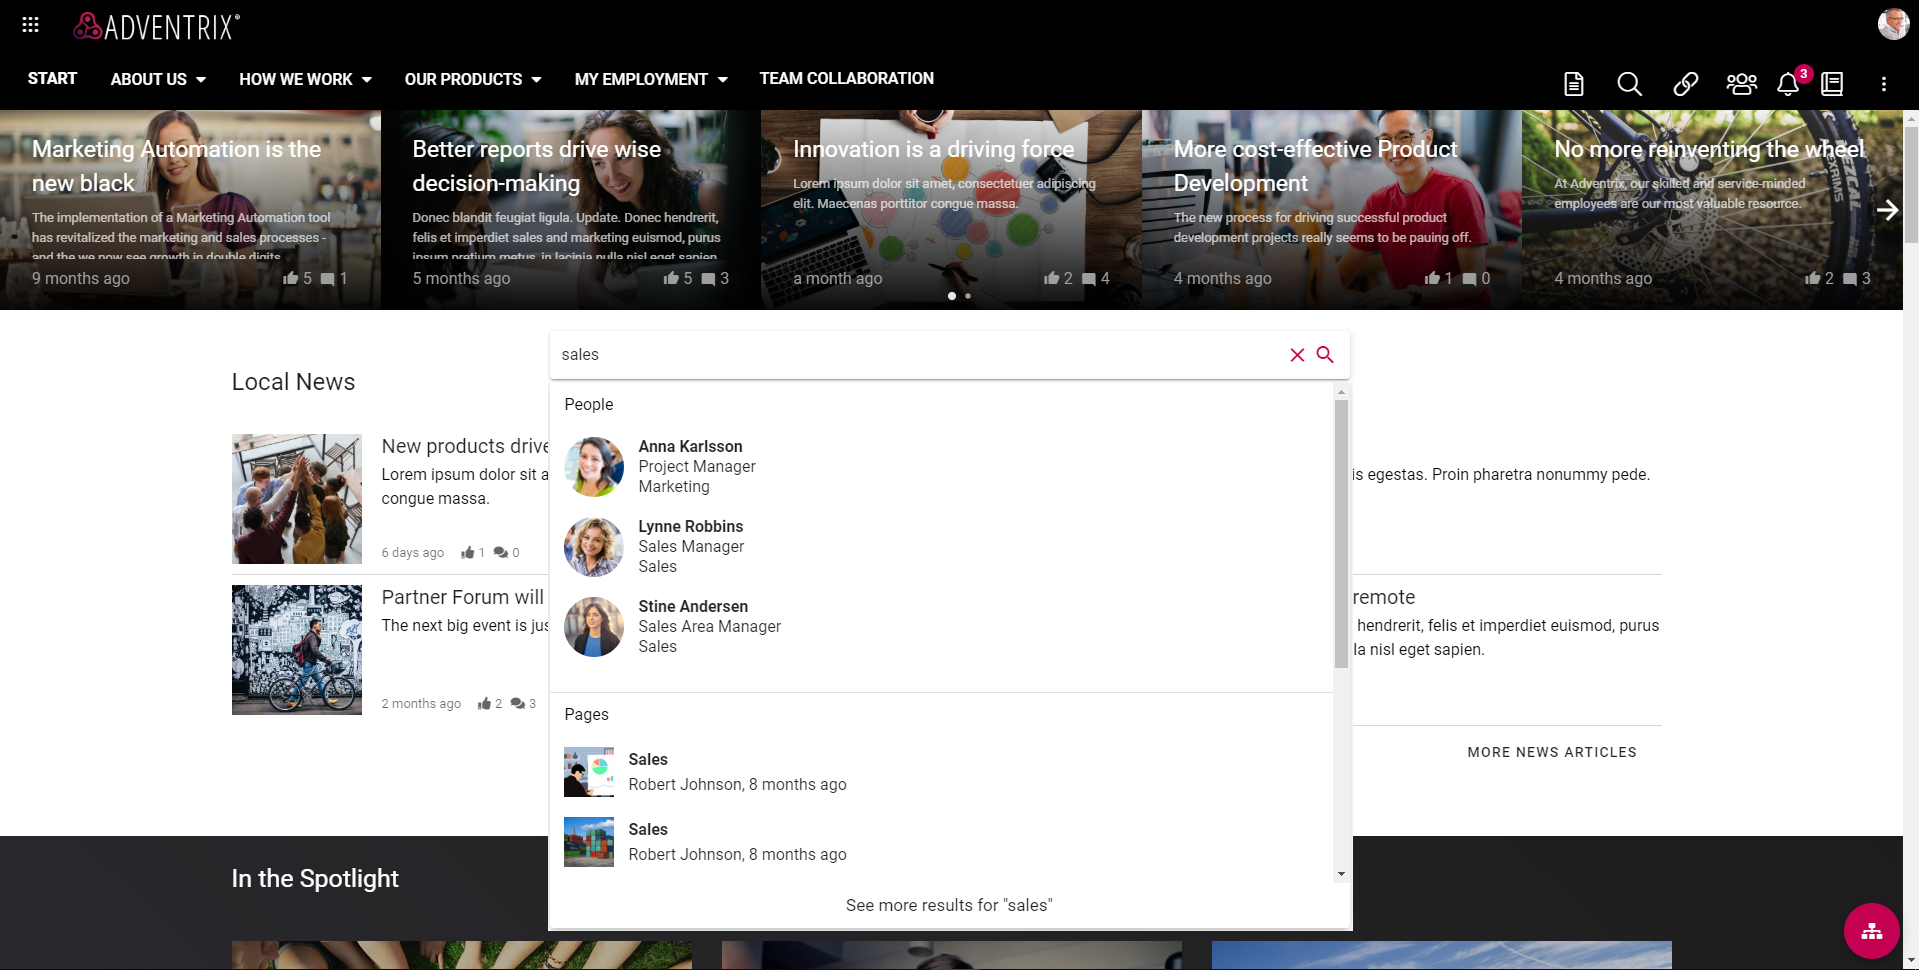 ADVENTRIX®
START ABOUT US HOW WE WORK OUR PRODUCTS MY EMPLOYMENT TEAM COLLABORATION
3
Marketing Automation is the
new black
The implementation of a Marketing Automation tool
has revitalized the marketing and sales processes -
and the we now see growth in double digits
9 months ago 5 1
Better reports drive wise
decision-making
Donec blandit feugiat ligula. Update. Donec hendrerit,
felis et imperdiet sales and marketing euismod, purus
ipsum pretium metus, in lacinia nulla nisl eget sapien
5 months ago 5 3
Innovation is a driving force
Lorem ipsum dolor sit amet, consectetuer adipiscing
elit. Maecenas porttitor congue massa.
a month ago 2 4
More cost-effective Product
Development
The new process for driving successful product
development projects really seems to be pauing off.
4 months ago 1 0
No more reinventing the wheel
At Adventrix, our skilled and service-minded
employees are our most valuable resource.
4 months ago 2 3
sales
Local News
New products drive
Lorem ipsum dolor sit a
congue massa.
6 days ago 1 0
Partner Forum will
The next big event is jus
2 months ago 2 3
People
Anna Karlsson
Project Manager
Marketing
Lynne Robbins
Sales Manager
Sales
Stine Andersen
Sales Area Manager
Sales
Pages
Sales
Robert Johnson, 8 months ago
Sales
Robert Johnson, 8 months ago
See more results for "sales"
is egestas. Proin pharetra nonummy pede.
remote
hendrerit, felis et imperdiet euismod, purus
la nisl eget sapien.
MORE NEWS ARTICLES
In the Spotlight